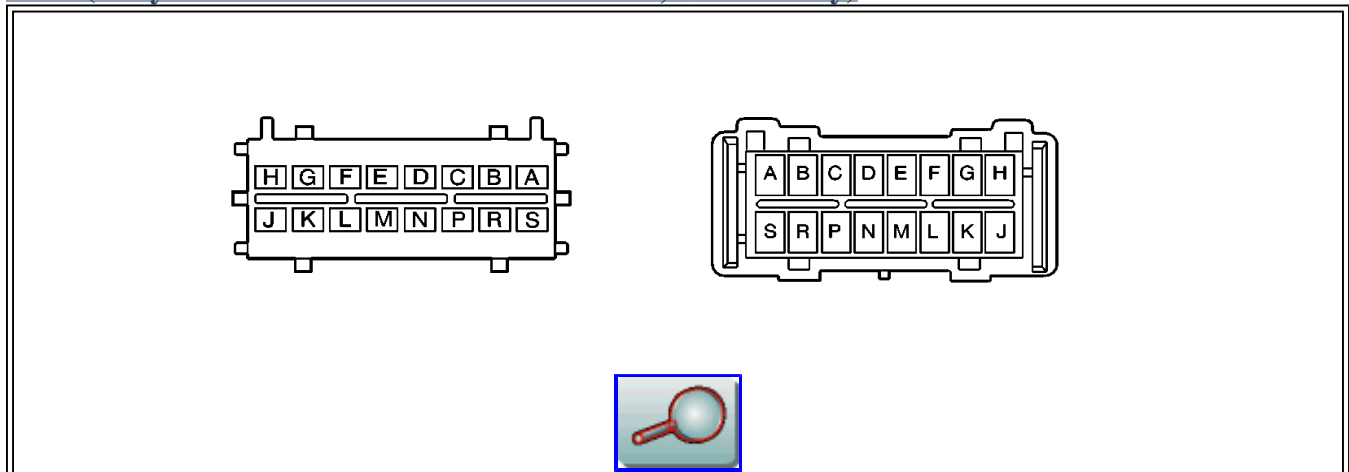 H G F E D C B A
J K L M N P R S
A B C D E F G H
S R P N M L K J